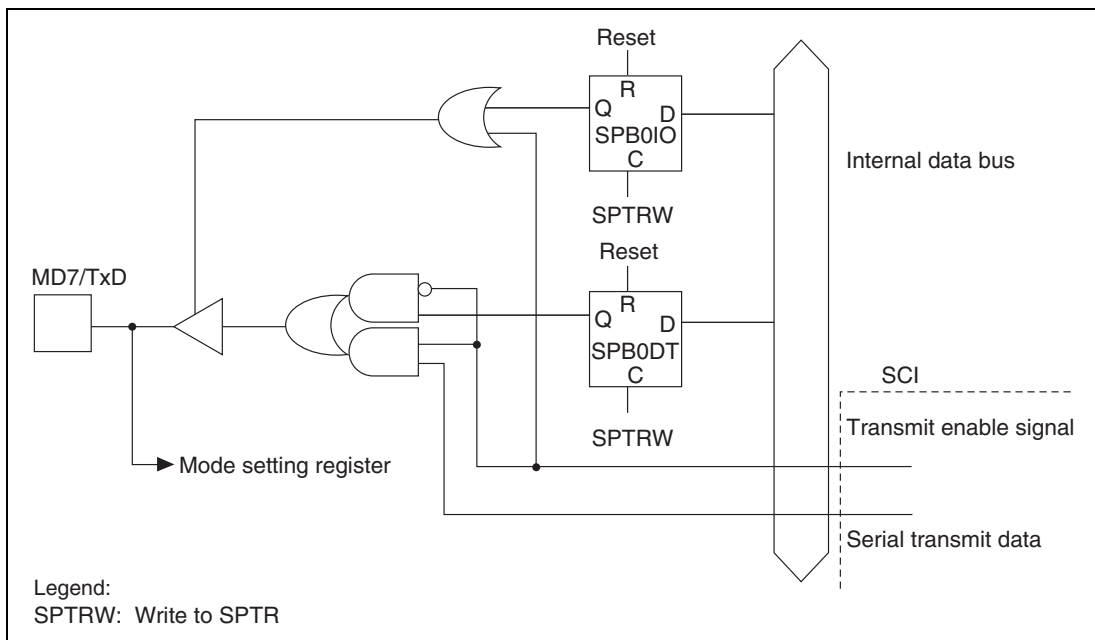 Reset
R
Q
D
SPB0IO
C
Internal data bus
SPTRW
Reset
MD7/TxD
R
Q
D
SPB0DT
C
SCI
Transmit enable signal
SPTRW
Mode setting register
Serial transmit data
Legend:
SPTRW: Write to SPTR